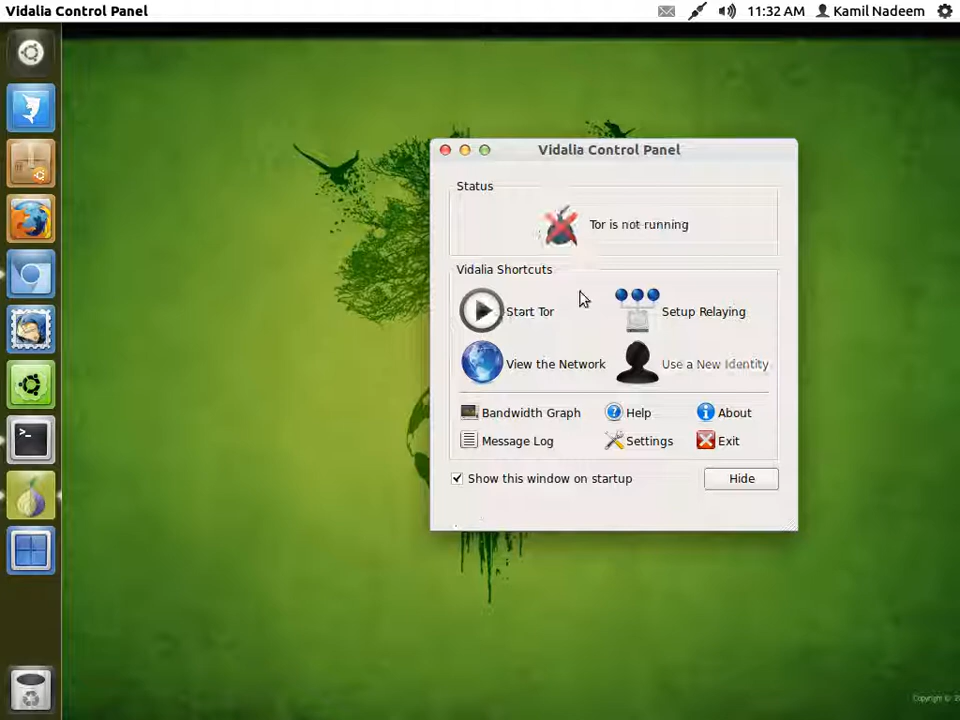 Vidalia Control Panel
11:32 AM Kamil Nadeem
Vidalia Control Panel
Status
Tor is not running
Vidalia Shortcuts
Start Tor Setup Relaying
View the Network Use a New Identity
Bandwidth Graph Help About
Message Log Settings Exit
Show this window on startup Hide
Copyright ©